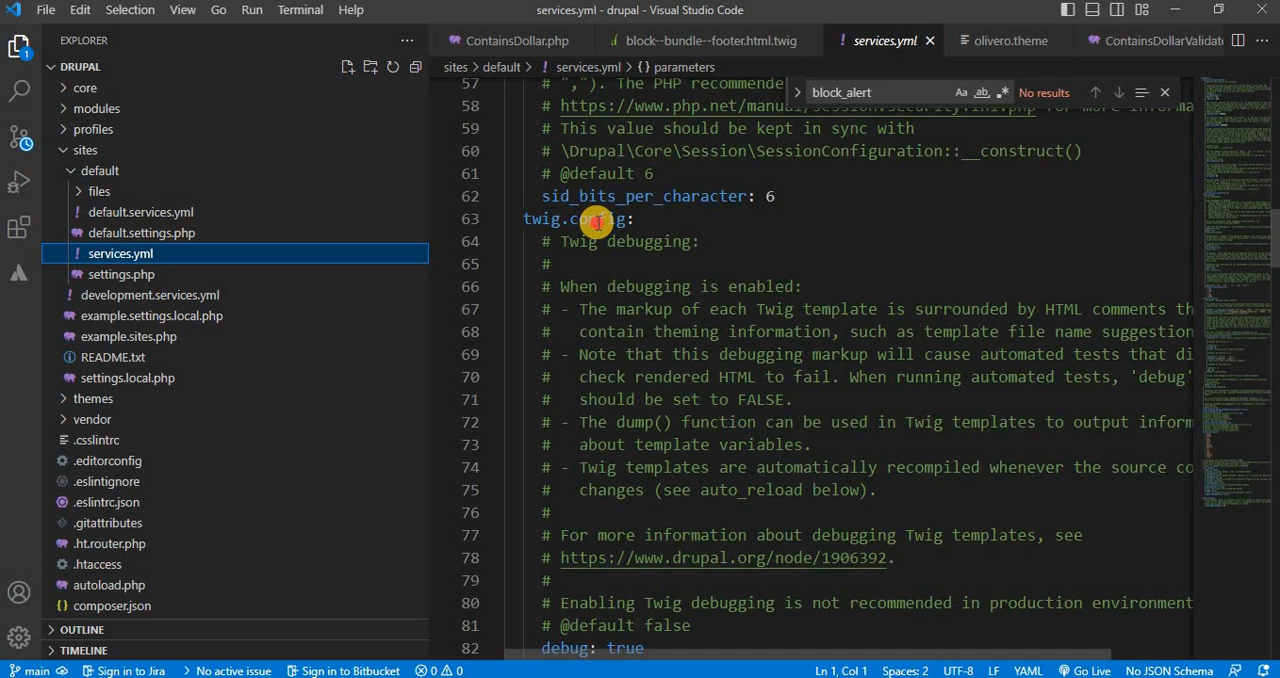 File Edit Selection View Go Run Terminal Help services.yml - drupal - Visual Studio Code
EXPLORER
DRUPAL
core
modules
profiles
sites
default
files
default.services.yml
default.settings.php
services.yml
settings.php
development.services.yml
example.settings.local.php
example.sites.php
README.txt
settings.local.php
themes
vendor
.csslintrc
.editorconfig
.eslintignore
.eslintrc.json
.gitattributes
.ht.router.php
.htaccess
autoload.php
composer.json
OUTLINE
TIMELINE
ContainsDollar.php block--bundle--footer.html.twig services.yml olivero.theme ContainsDollarValidate
sites > default > services.yml > {} parameters
block_alert Aa ab No results
57 # ","). The PHP recommende
58 # https://www.php.net/manual/session.security.ini.php for more informa
59 # This value should be kept in sync with
60 # \Drupal\Core\Session\SessionConfiguration::__construct()
61 # @default 6
62 sid_bits_per_character: 6
63 twig.config:
64 # Twig debugging:
65 #
66 # When debugging is enabled:
67 # - The markup of each Twig template is surrounded by HTML comments th
68 # contain theming information, such as template file name suggestion
69 # - Note that this debugging markup will cause automated tests that di
70 # check rendered HTML to fail. When running automated tests, 'debug'
71 # should be set to FALSE.
72 # - The dump() function can be used in Twig templates to output inform
73 # about template variables.
74 # - Twig templates are automatically recompiled whenever the source co
75 # changes (see auto_reload below).
76 #
77 # For more information about debugging Twig templates, see
78 # https://www.drupal.org/node/1906392.
79 #
80 # Enabling Twig debugging is not recommended in production environment
81 # @default false
82 debug: true
main Sign in to Jira No active issue Sign in to Bitbucket 0 0 Ln 1, Col 1 Spaces: 2 UTF-8 LF YAML Go Live No JSON Schema